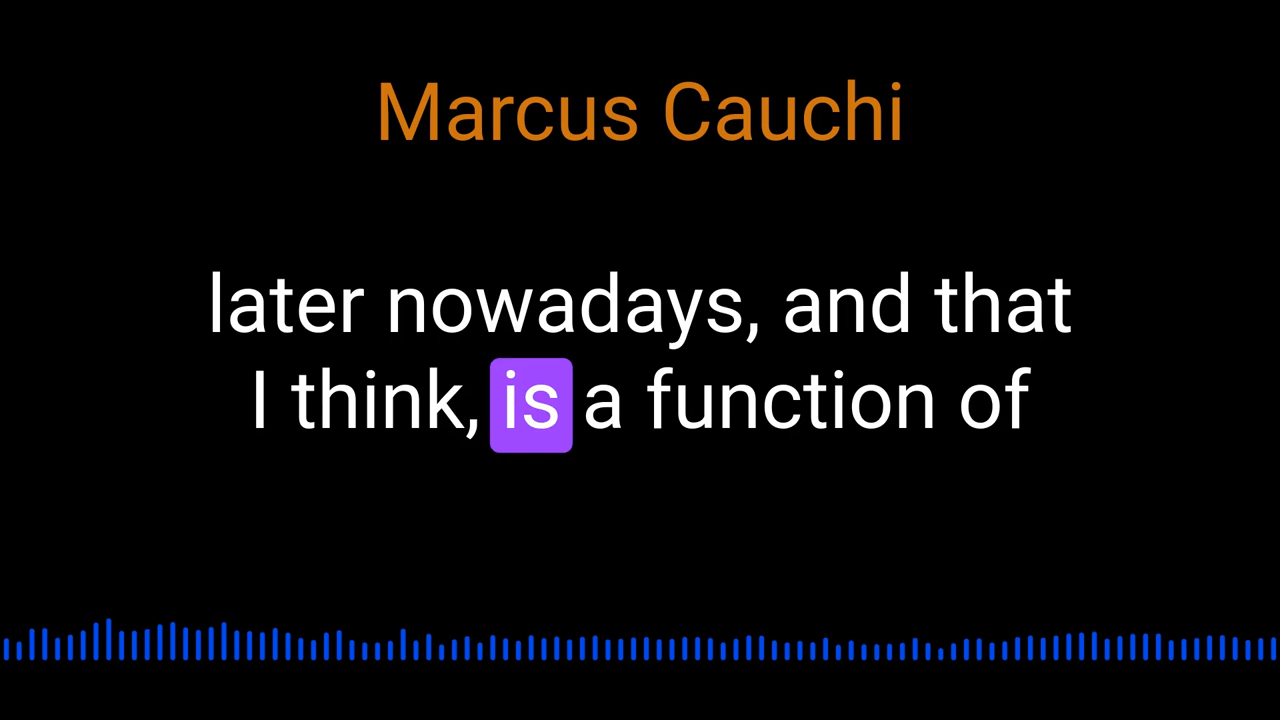 Marcus Cauchi
later nowadays, and that
I think, is a function of